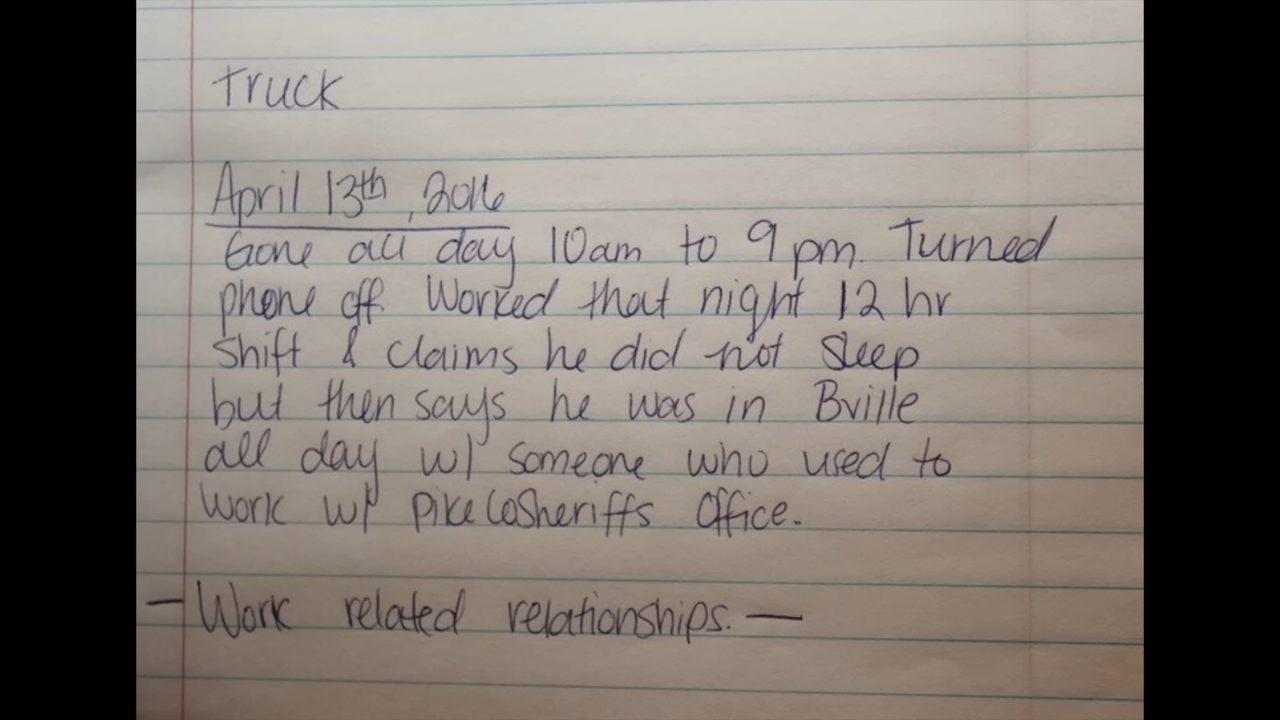 Truck
April 13th, 2016
Gone all day 10am to 9pm. Turned
phone off. Worked that night 12 hr
Shift & claims he did not sleep
but then says he was in Bville
all day w/ someone who used to
work w/ Pike Co Sheriffs Office.
- Work related relationships. -